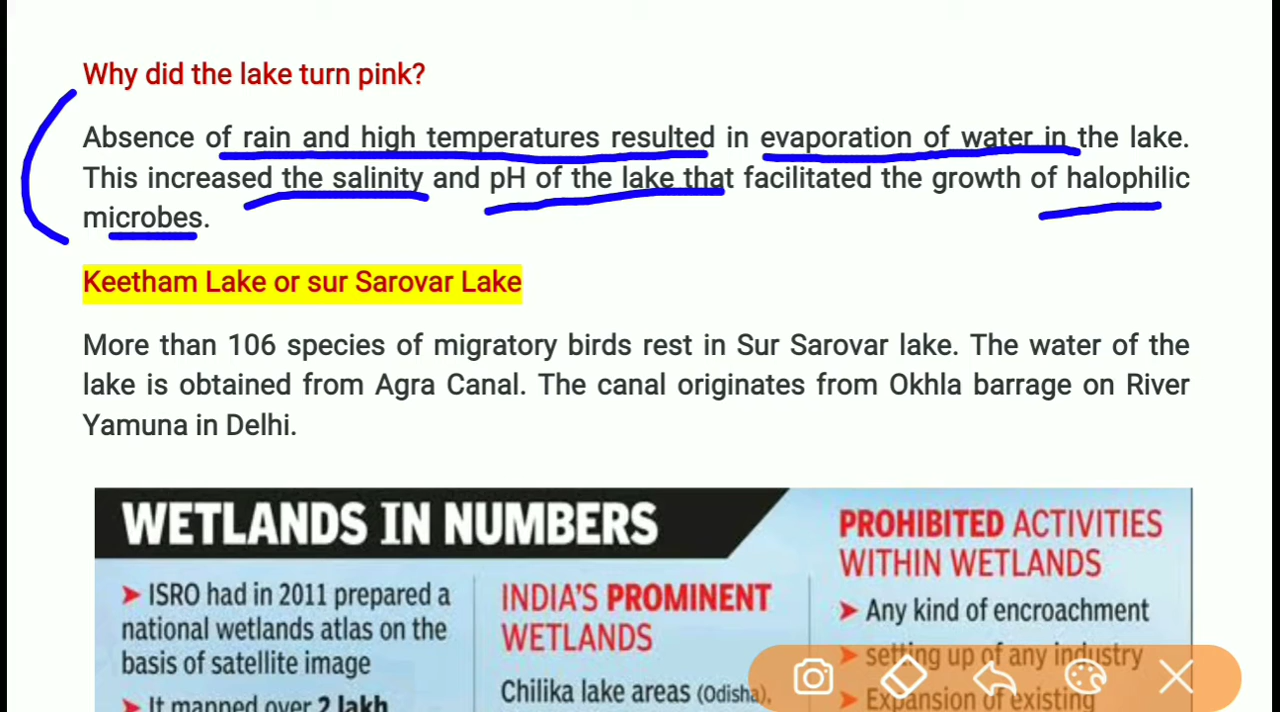 Why did the lake turn pink?
Absence of rain and high temperatures resulted in evaporation of water in the lake.
This increased the salinity and pH of the lake that facilitated the growth of halophilic
microbes.
Keetham Lake or sur Sarovar Lake
More than 106 species of migratory birds rest in Sur Sarovar lake. The water of the
lake is obtained from Agra Canal. The canal originates from Okhla barrage on River
Yamuna in Delhi.
WETLANDS IN NUMBERS
➤ ISRO had in 2011 prepared a
national wetlands atlas on the
basis of satellite image
➤ It mapped over 2 lakh
INDIA'S PROMINENT
WETLANDS
Chilika lake areas (Odisha),
PROHIBITED ACTIVITIES
WITHIN WETLANDS
➤ Any kind of encroachment
➤ setting up of any industry
➤ Expansion of existing